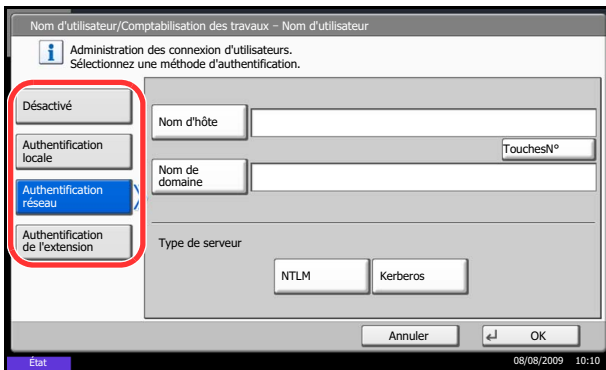 Nom d'utilisateur/Comptabilisation des travaux – Nom d'utilisateur
Administration des connexion d'utilisateurs.
Sélectionnez une méthode d'authentification.
Désactivé
Authentification
locale
Authentification
réseau
Authentification
de l'extension
Nom d'hôte
TouchesN°
Nom de
domaine
Type de serveur
NTLM
Kerberos
Annuler
OK
État
08/08/2009 10:10